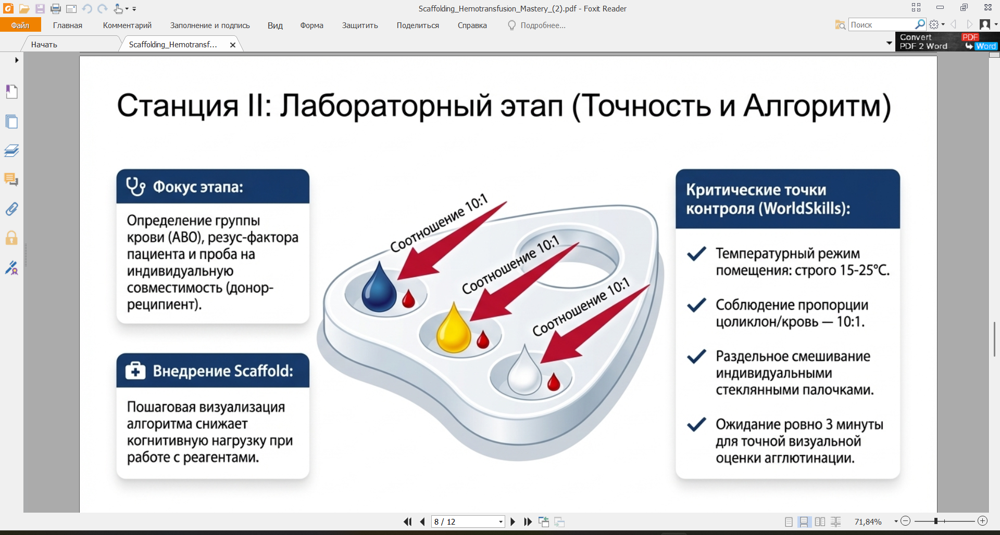 Scaffolding_Hemotransfusion_Mastery_(2).pdf - Foxit Reader
Файл
Главная
Комментарий
Заполнение и подпись
Вид
Форма
Защитить
Поделиться
Справка
Подробнее...
Поиск
Начать
Scaffolding_Hemotransf...
Convert PDF
PDF 2 Word Word
Станция II: Лабораторный этап (Точность и Алгоритм)
Фокус этапа:
Определение группы
крови (ABO), резус-фактора
пациента и проба на
индивидуальную
совместимость (донор-
реципиент).
Внедрение Scaffold:
Пошаговая визуализация
алгоритма снижает
когнитивную нагрузку при
работе с реагентами.
Соотношение 10:1
Соотношение 10:1
Соотношение 10:1
Критические точки
контроля (WorldSkills):
Температурный режим
помещения: строго 15-25°C.
Соблюдение пропорции
цоликлон/кровь — 10:1.
Раздельное смешивание
индивидуальными
стеклянными палочками.
Ожидание ровно 3 минуты
для точной визуальной
оценки агглютинации.
8 / 12
71,84%